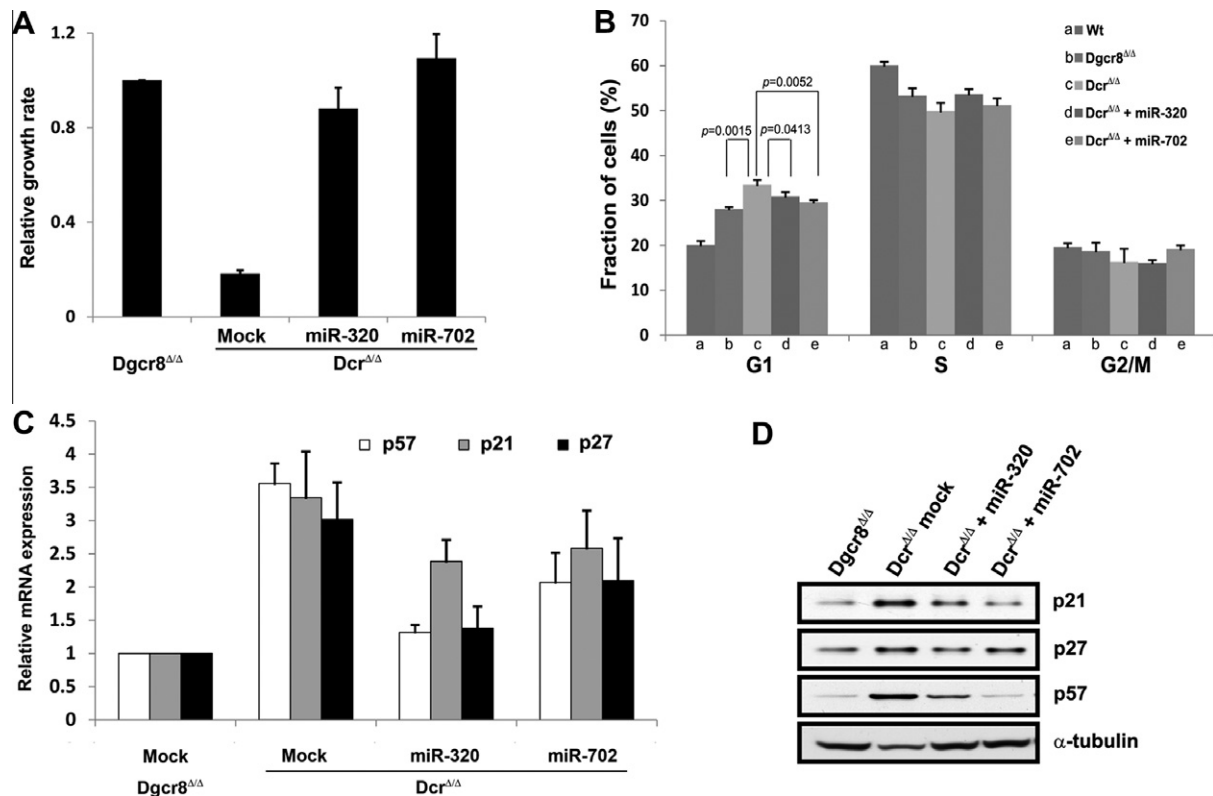 A
Relative growth rate
1.2
0.8
0.4
0
Mock
miR-320
miR-702
Dgcr8Δ/Δ
DcrΔ/Δ
B
Fraction of cells (%)
70
60
50
40
30
20
10
0
p=0.0052
p=0.0015
p=0.0413
a Wt
b Dgcr8Δ/Δ
c DcrΔ/Δ
d DcrΔ/Δ + miR-320
e DcrΔ/Δ + miR-702
a b c d e
a b c d e
a b c d e
G1
S
G2/M
C
Relative mRNA expression
4.5
4
3.5
3
2.5
2
1.5
1
0.5
0
p57
p21
p27
Mock
Mock
miR-320
miR-702
Dgcr8Δ/Δ
DcrΔ/Δ
D
Dgcr8Δ/Δ
DcrΔ/Δ mock
DcrΔ/Δ + miR-320
DcrΔ/Δ + miR-702
p21
p27
p57
α-tubulin